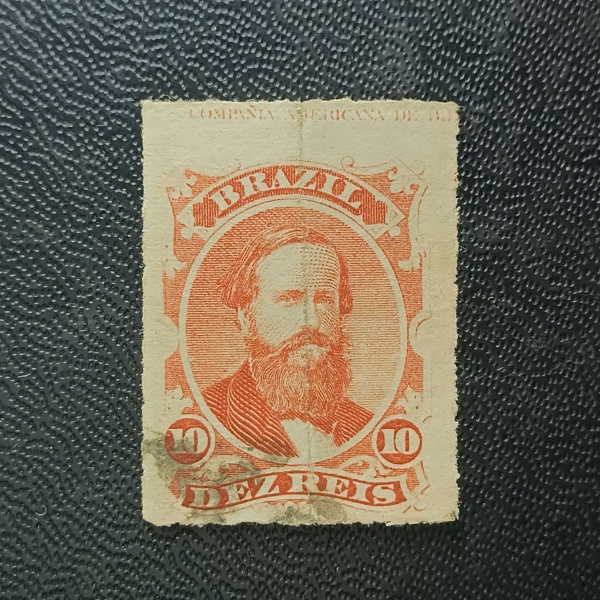 COMPAÑIA AMERICANA DE
BRAZIL
10 10
DEZ REIS